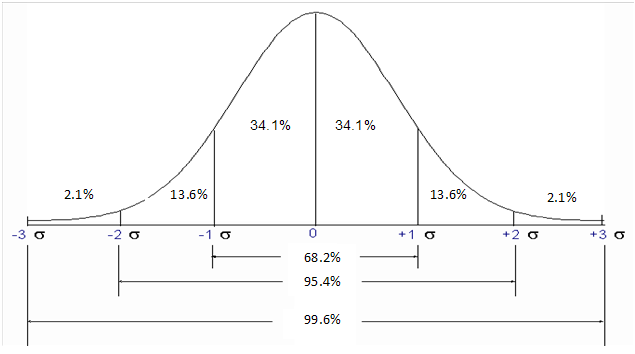 34.1% 34.1%
2.1% 13.6% 13.6% 2.1%
-3 σ -2 σ -1 σ 0 +1 σ +2 σ +3 σ
68.2%
95.4%
99.6%